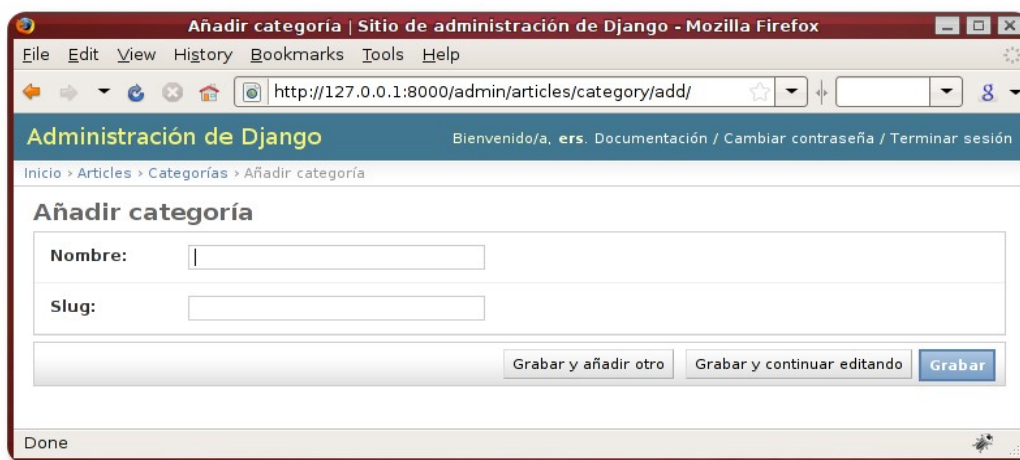 Añadir categoría | Sitio de administración de Django - Mozilla Firefox
File Edit View History Bookmarks Tools Help
http://127.0.0.1:8000/admin/articles/category/add/
Administración de Django
Bienvenido/a, ers. Documentación / Cambiar contraseña / Terminar sesión
Inicio › Articles › Categorías › Añadir categoría
Añadir categoría
Nombre:
Slug:
Grabar y añadir otro Grabar y continuar editando Grabar
Done